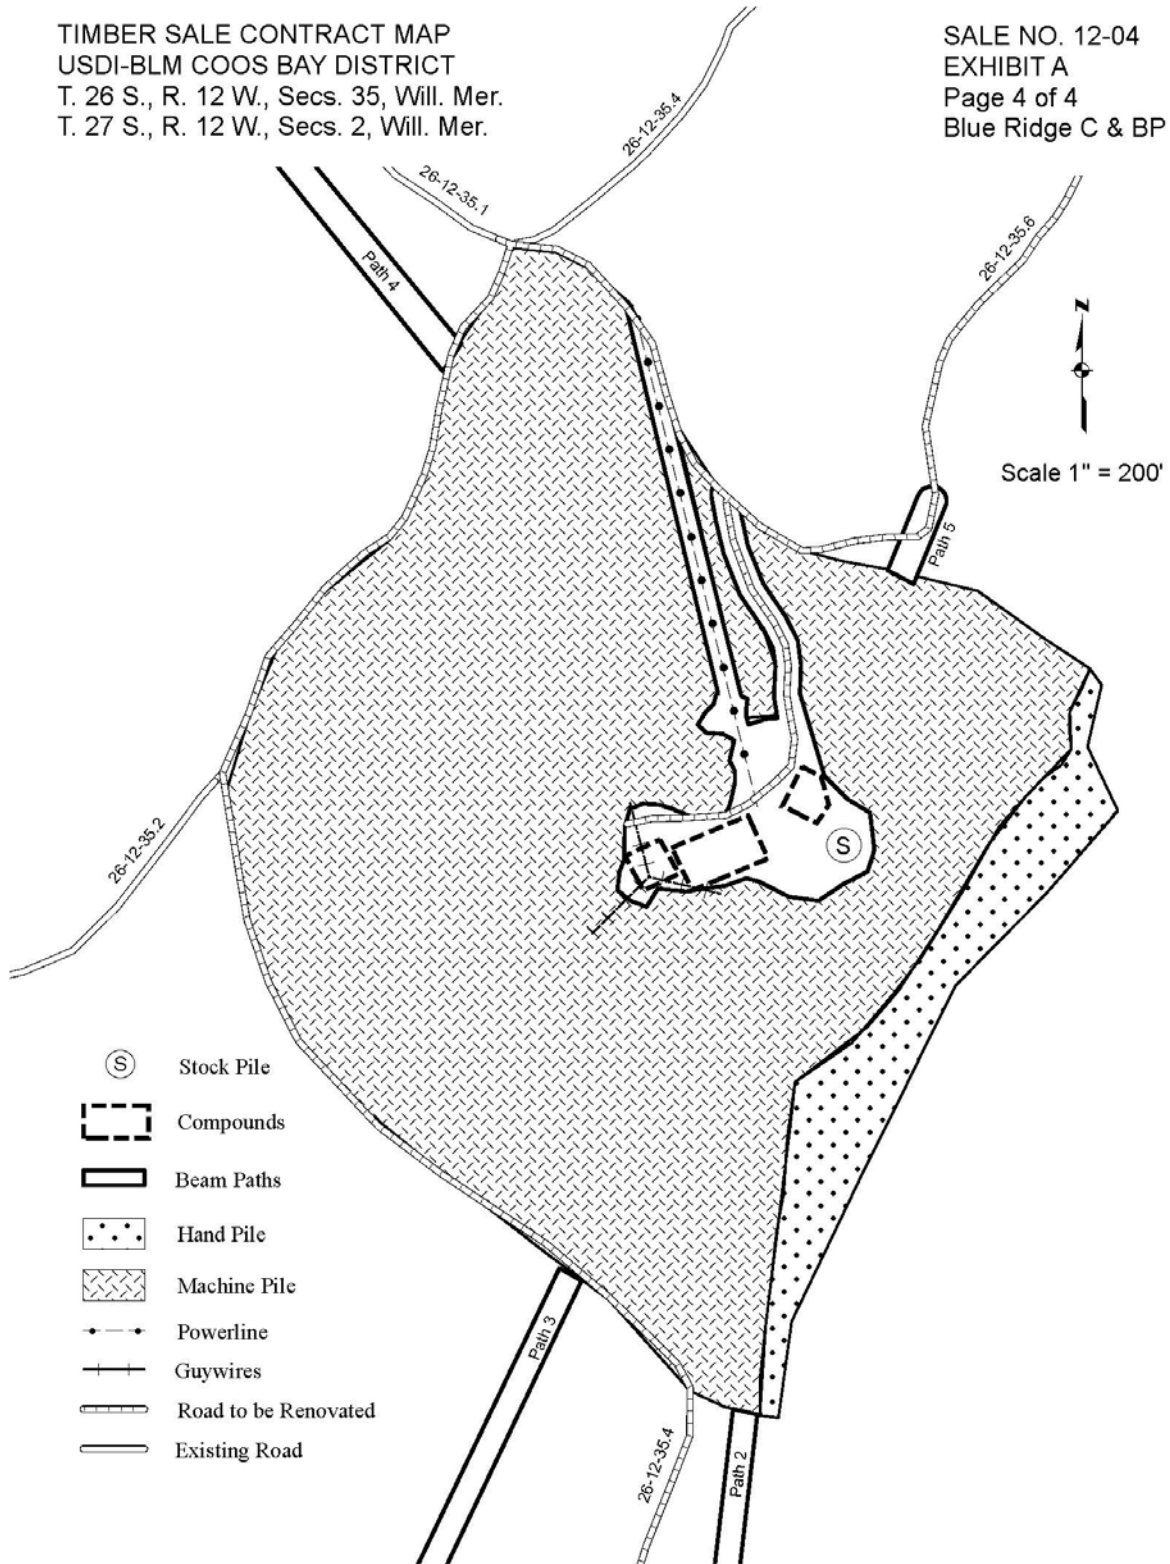 TIMBER SALE CONTRACT MAP
USDI-BLM COOS BAY DISTRICT
T. 26 S., R. 12 W., Secs. 35, Will. Mer.
T. 27 S., R. 12 W., Secs. 2, Will. Mer.
SALE NO. 12-04
EXHIBIT A
Page 4 of 4
Blue Ridge C & BP
26-12-35.4
26-12-35.1
Path 4
26-12-35.6
N
Scale 1" = 200'
Path 5
26-12-35.2
S
S Stock Pile
Compounds
Beam Paths
Hand Pile
Machine Pile
Powerline
Guywires
Road to be Renovated
Existing Road
Path 3
26-12-35.4
Path 2